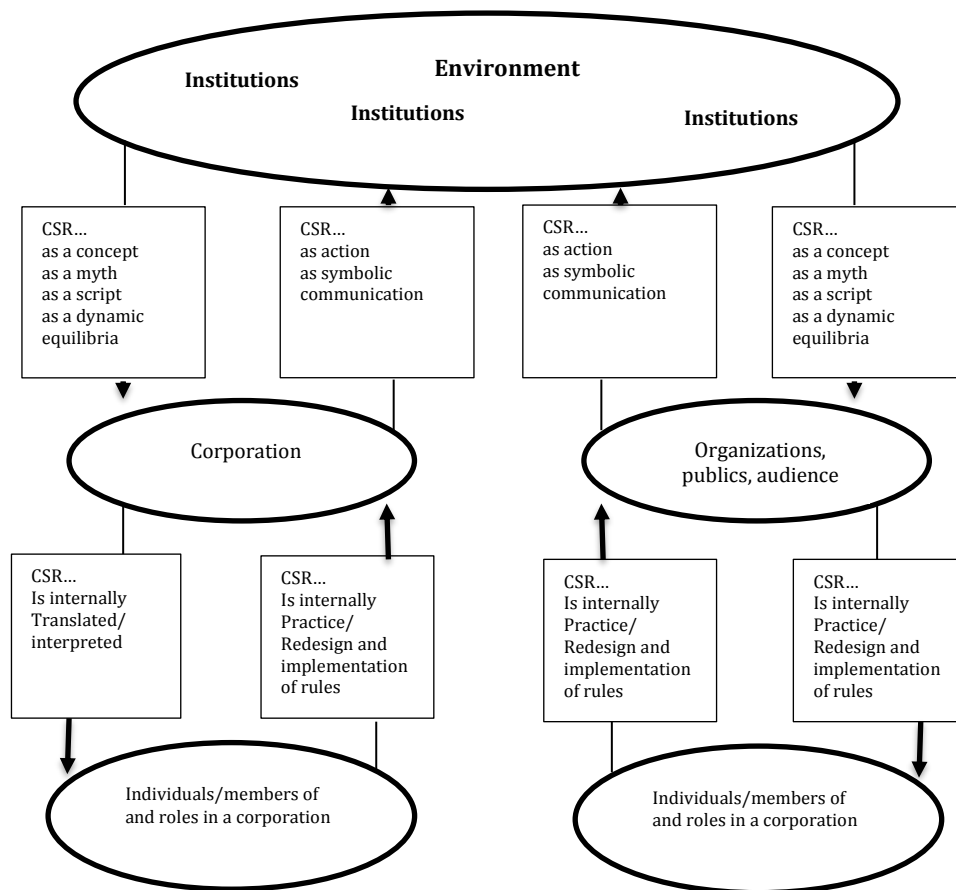 Environment
Institutions
Institutions
Institutions
CSR…
as a concept
as a myth
as a script
as a dynamic
equilibria
CSR…
as action
as symbolic
communication
CSR…
as action
as symbolic
communication
CSR…
as a concept
as a myth
as a script
as a dynamic
equilibria
Corporation
Organizations,
publics, audience
CSR…
Is internally
Translated/
interpreted
CSR…
Is internally
Practice/
Redesign and
implementation
of rules
CSR…
Is internally
Practice/
Redesign and
implementation
of rules
CSR…
Is internally
Practice/
Redesign and
implementation
of rules
Individuals/members of
and roles in a corporation
Individuals/members of
and roles in a corporation